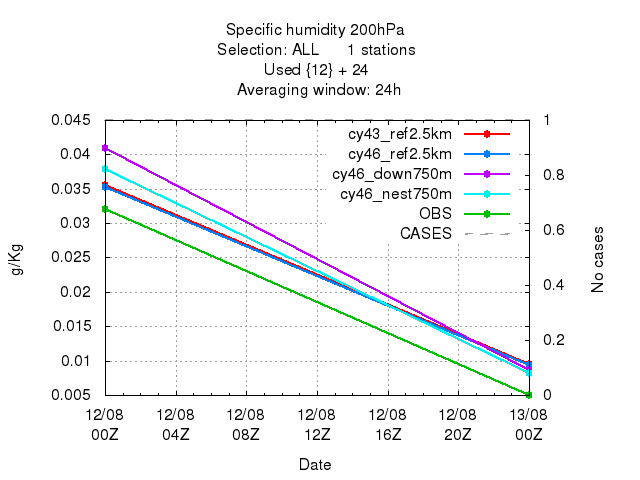 Specific humidity 200hPa
Selection: ALL 1 stations
Used {12} + 24
Averaging window: 24h
0.045
0.04
0.035
0.03
0.025
0.02
0.015
0.01
0.005
g/Kg
1
0.8
0.6
0.4
0.2
0
No cases
cy43_ref2.5km
cy46_ref2.5km
cy46_down750m
cy46_nest750m
OBS
CASES
12/08 12/08 12/08 12/08 12/08 12/08 13/08
00Z 04Z 08Z 12Z 16Z 20Z 00Z
Date